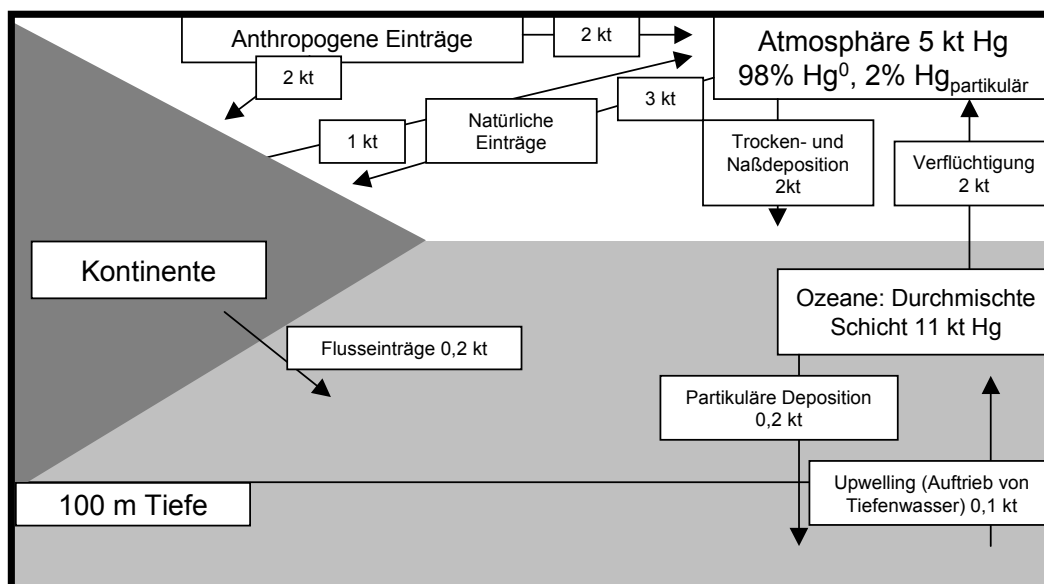 Anthropogene Einträge
2 kt
Atmosphäre 5 kt Hg
98% Hg⁰, 2% Hgpartikulär
2 kt
3 kt
Natürliche
Einträge
1 kt
Trocken- und
Naßdeposition
2kt
Verflüchtigung
2 kt
Kontinente
Ozeane: Durchmischte
Schicht 11 kt Hg
Flusseinträge 0,2 kt
Partikuläre Deposition
0,2 kt
Upwelling (Auftrieb von
Tiefenwasser) 0,1 kt
100 m Tiefe